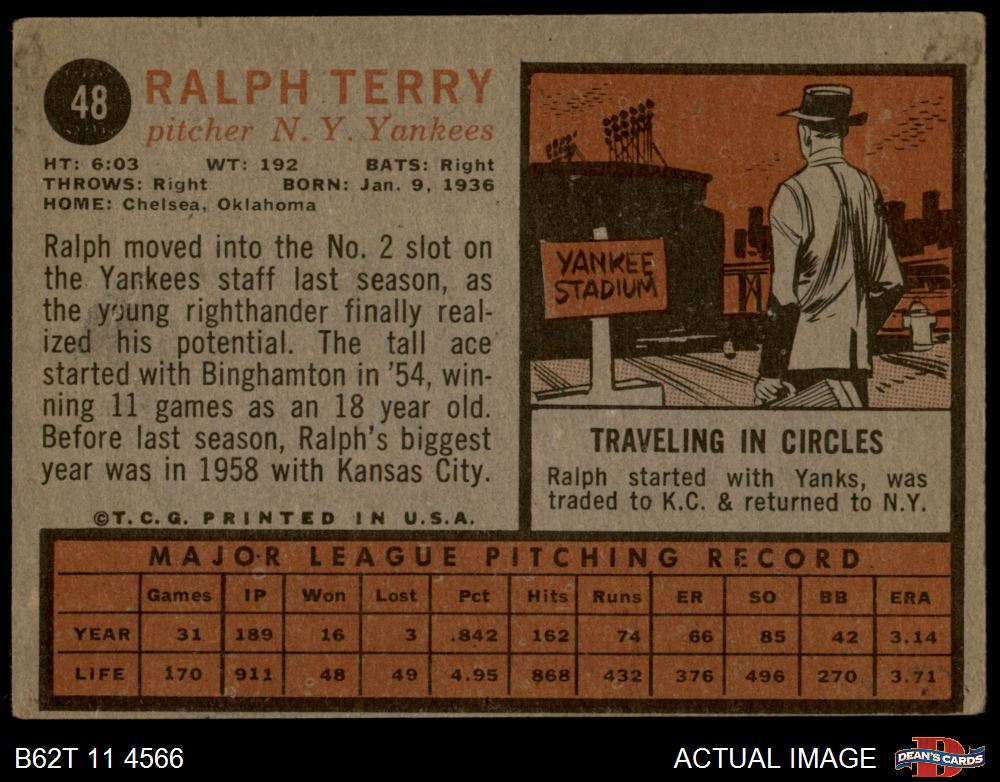 48
RALPH TERRY
pitcher N. Y. Yankees
HT: 6:03 WT: 192 BATS: Right
THROWS: Right BORN: Jan. 9, 1936
HOME: Chelsea, Oklahoma
Ralph moved into the No. 2 slot on
the Yankees staff last season, as
the young righthander finally real-
ized his potential. The tall ace
started with Binghamton in '54, win-
ning 11 games as an 18 year old.
Before last season, Ralph's biggest
year was in 1958 with Kansas City.
©T. C. G. PRINTED IN U.S.A.
YANKEE
STADIUM
TRAVELING IN CIRCLES
Ralph started with Yanks, was
traded to K.C. & returned to N.Y.
MAJOR LEAGUE PITCHING RECORD
Games IP Won Lost Pct Hits Runs ER SO BB ERA
YEAR 31 189 16 3 .842 162 74 66 85 42 3.14
LIFE 170 911 48 49 4.95 868 432 376 496 270 3.71
B62T 11 4566
ACTUAL IMAGE
D
DEAN'S CARDS